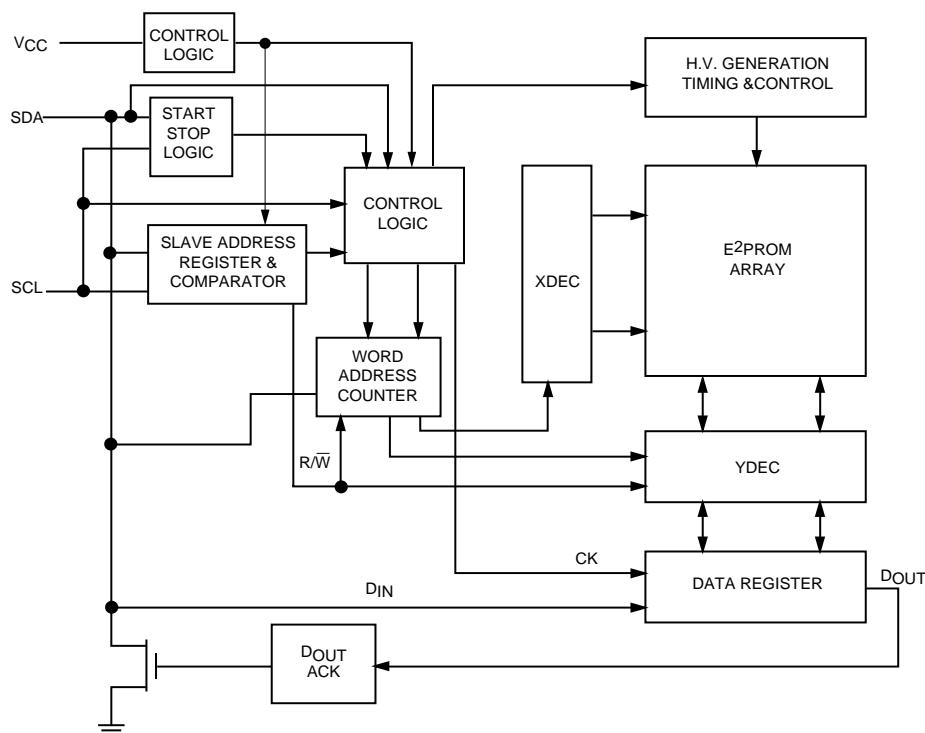 VCC
CONTROL
LOGIC
H.V. GENERATION
TIMING &CONTROL
SDA
START
STOP
LOGIC
CONTROL
LOGIC
SLAVE ADDRESS
REGISTER &
COMPARATOR
SCL
XDEC
E2PROM
ARRAY
WORD
ADDRESS
COUNTER
R/W̅
YDEC
CK
DATA REGISTER
DOUT
DIN
DOUT
ACK